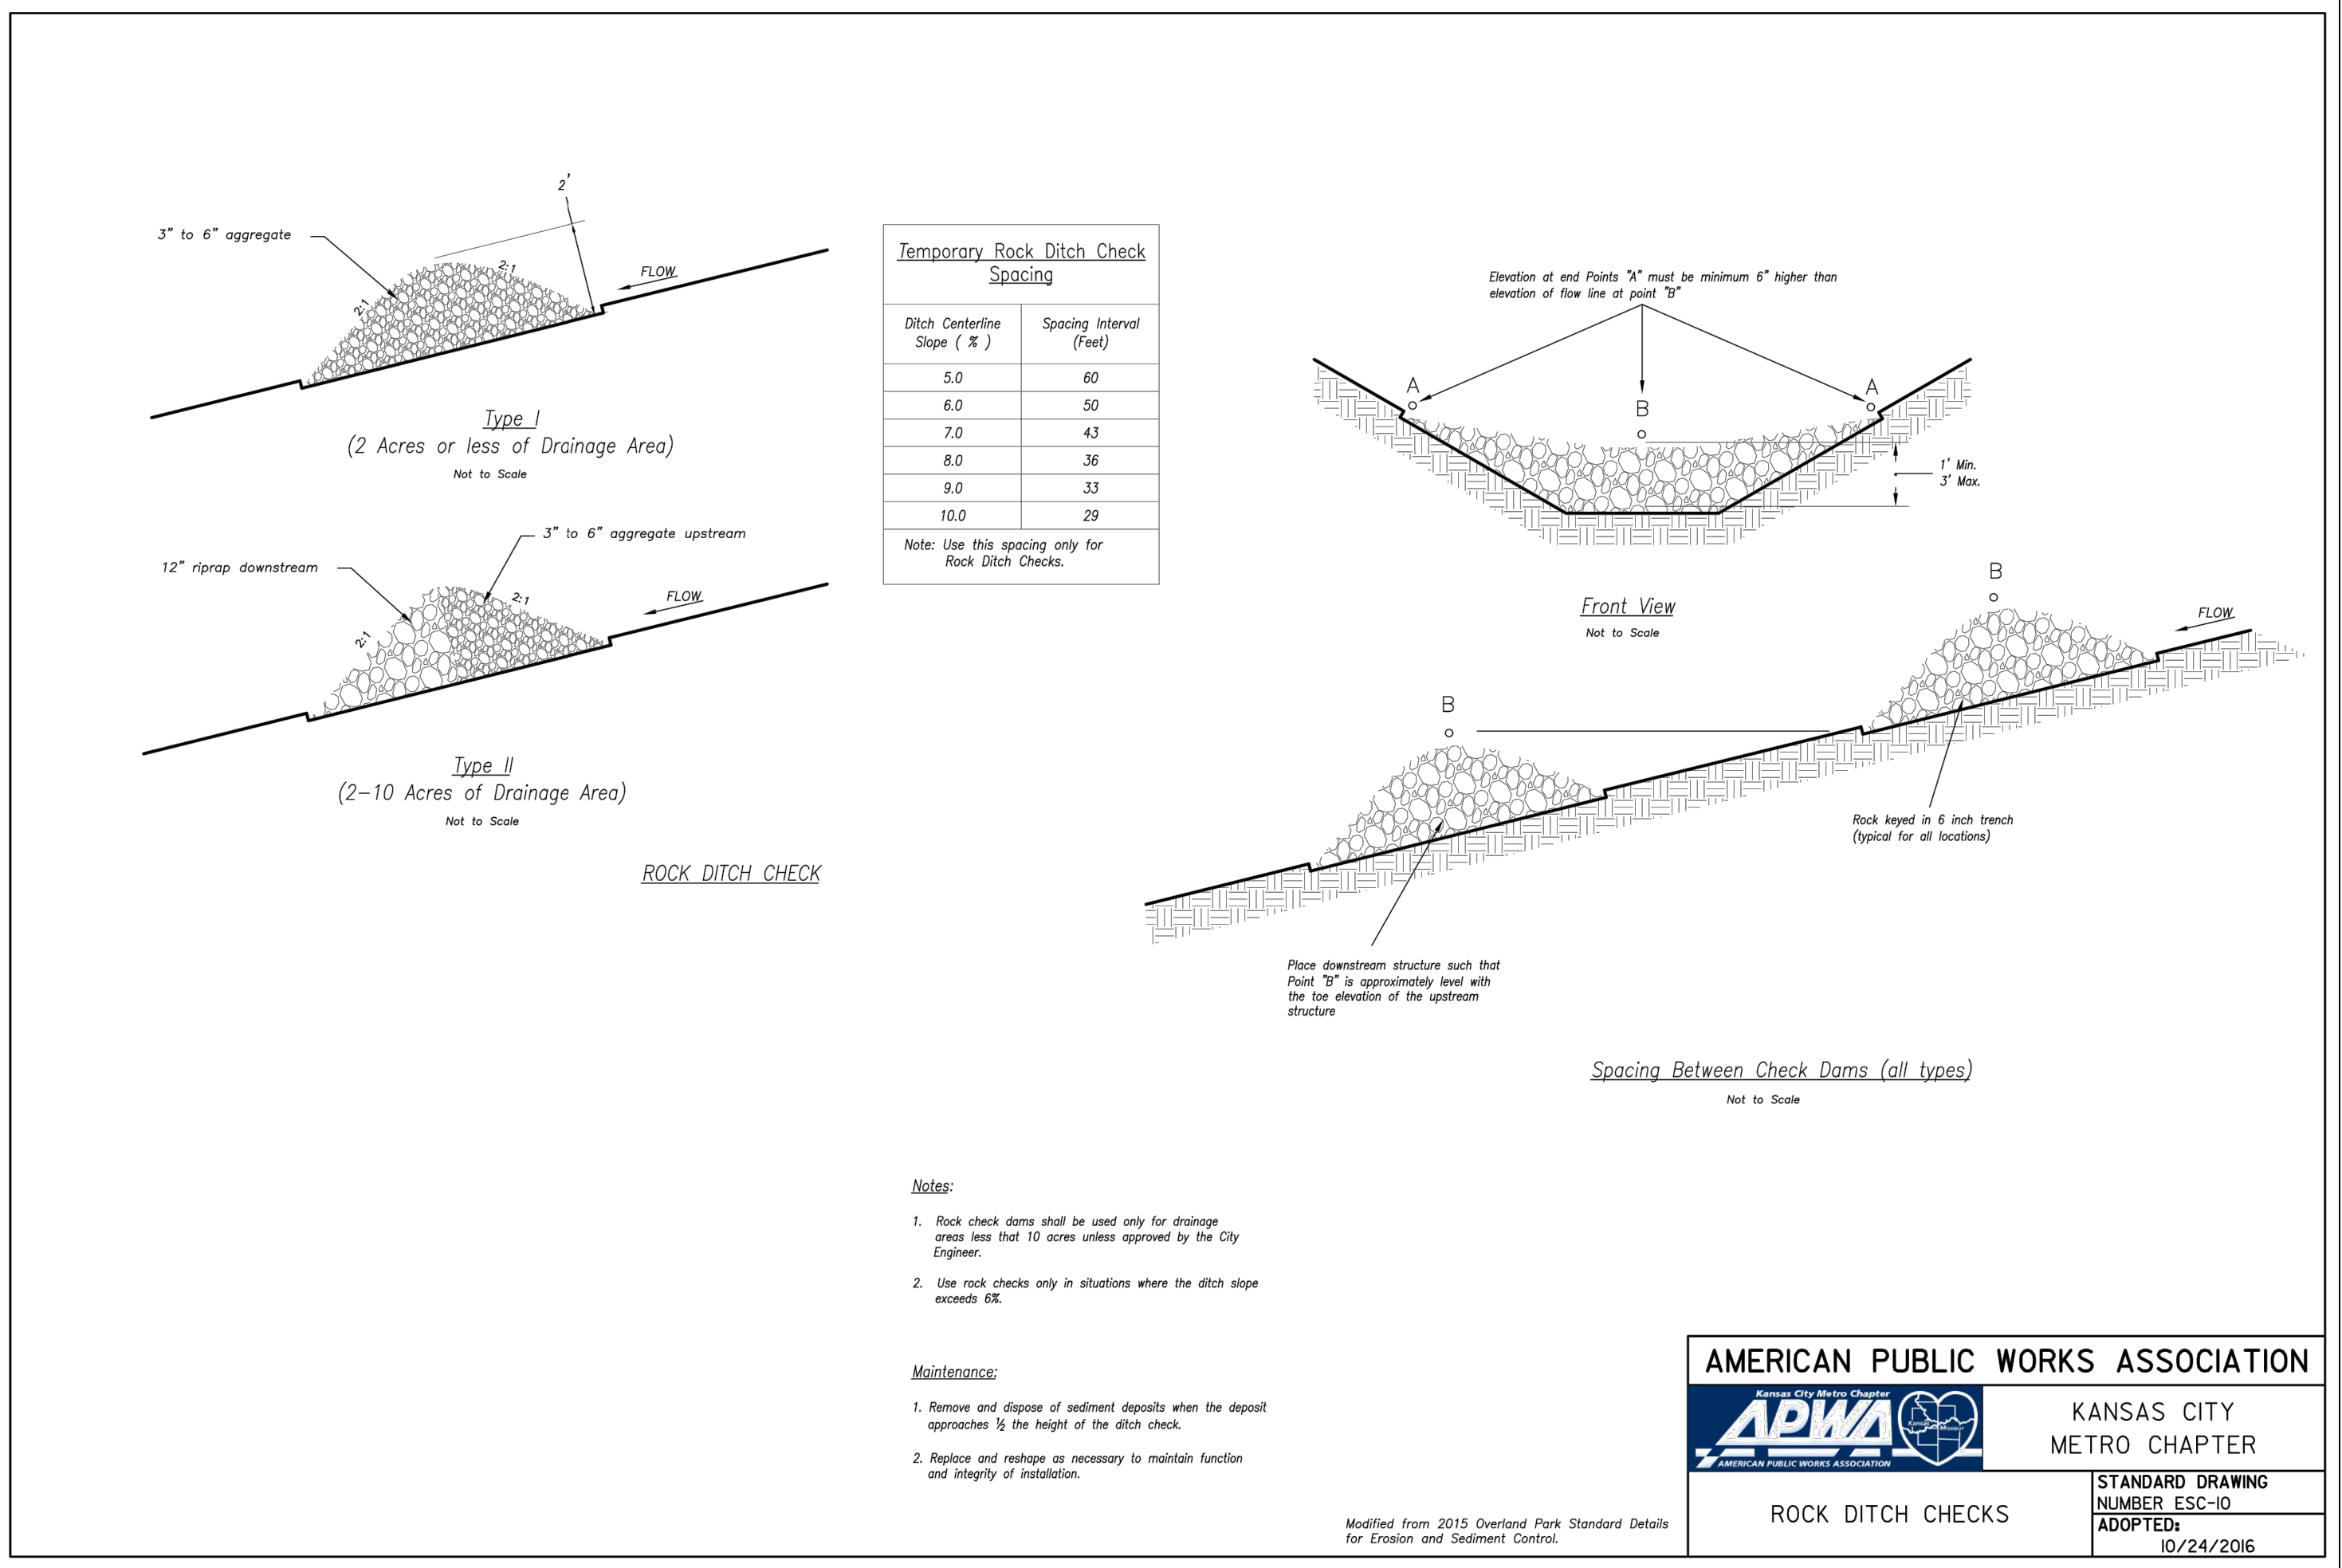 2'
3" to 6" aggregate
2:1
2:1
FLOW
Type I
(2 Acres or less of Drainage Area)
Not to Scale
3" to 6" aggregate upstream
12" riprap downstream
2:1
2:1
FLOW
Type II
(2-10 Acres of Drainage Area)
Not to Scale
ROCK DITCH CHECK
Temporary Rock Ditch Check
Spacing
Ditch Centerline
Slope ( % )
Spacing Interval
(Feet)
5.0 60
6.0 50
7.0 43
8.0 36
9.0 33
10.0 29
Note: Use this spacing only for
Rock Ditch Checks.
Elevation at end Points "A" must be minimum 6" higher than
elevation of flow line at point "B"
A
B
A
1' Min.
3' Max.
Front View
Not to Scale
B
FLOW
B
Rock keyed in 6 inch trench
(typical for all locations)
Place downstream structure such that
Point "B" is approximately level with
the toe elevation of the upstream
structure
Spacing Between Check Dams (all types)
Not to Scale
Notes:
1. Rock check dams shall be used only for drainage
areas less that 10 acres unless approved by the City
Engineer.
2. Use rock checks only in situations where the ditch slope
exceeds 6%.
Maintenance:
1. Remove and dispose of sediment deposits when the deposit
approaches ½ the height of the ditch check.
2. Replace and reshape as necessary to maintain function
and integrity of installation.
Modified from 2015 Overland Park Standard Details
for Erosion and Sediment Control.
AMERICAN PUBLIC WORKS ASSOCIATION
Kansas City Metro Chapter
APWA
Kansas
Missouri
AMERICAN PUBLIC WORKS ASSOCIATION
KANSAS CITY
METRO CHAPTER
ROCK DITCH CHECKS
STANDARD DRAWING
NUMBER ESC-10
ADOPTED:
10/24/2016